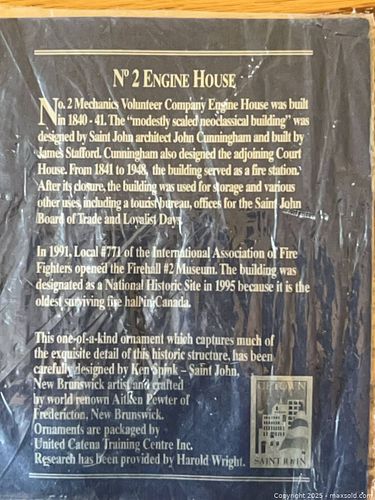 Nº 2 ENGINE HOUSE
No. 2 Mechanics Volunteer Company Engine House was built
in 1840 - 41. The "modestly scaled neoclassical building" was
designed by Saint John architect John Cunningham and built by
James Stafford. Cunningham also designed the adjoining Court
House. From 1841 to 1948, the building served as a fire station.
After its closure, the building was used for storage and various
other uses, including a tourist bureau, offices for the Saint John
Board of Trade and Loyalist Days.
In 1991, Local #771 of the International Association of Fire
Fighters opened the Firehall #2 Museum. The building was
designated as a National Historic Site in 1995 because it is the
oldest surviving fire hall in Canada.
This one-of-a-kind ornament which captures much of
the exquisite detail of this historic structure, has been
carefully designed by Ken Spink – Saint John,
New Brunswick artist and crafted
by world renown Aitken Pewter of
Fredericton, New Brunswick.
Ornaments are packaged by
United Catena Training Centre Inc.
Research has been provided by Harold Wright.
UPTOWN
SAINT JOHN
© Copyright 2025 - maxsold.com